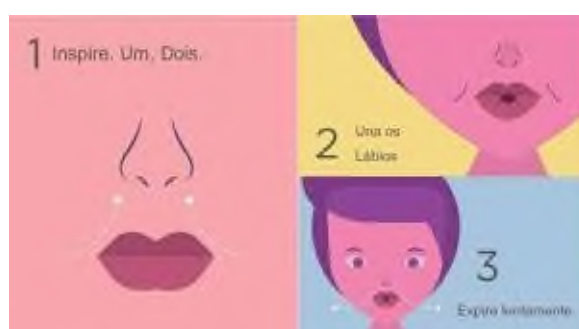 1 Inspire. Um, Dois.
2 Una os
Lábios
3
Expire lentamente